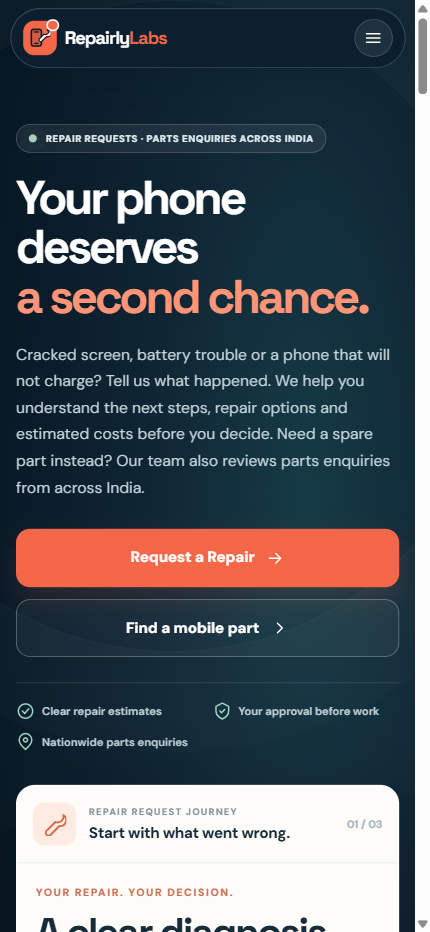 RepairlyLabs
REPAIR REQUESTS · PARTS ENQUIRIES ACROSS INDIA
Your phone
deserves
a second chance.
Cracked screen, battery trouble or a phone that will
not charge? Tell us what happened. We help you
understand the next steps, repair options and
estimated costs before you decide. Need a spare
part instead? Our team also reviews parts enquiries
from across India.
Request a Repair
Find a mobile part
Clear repair estimates
Your approval before work
Nationwide parts enquiries
REPAIR REQUEST JOURNEY
Start with what went wrong.
01 / 03
YOUR REPAIR. YOUR DECISION.
A clear diagnosis